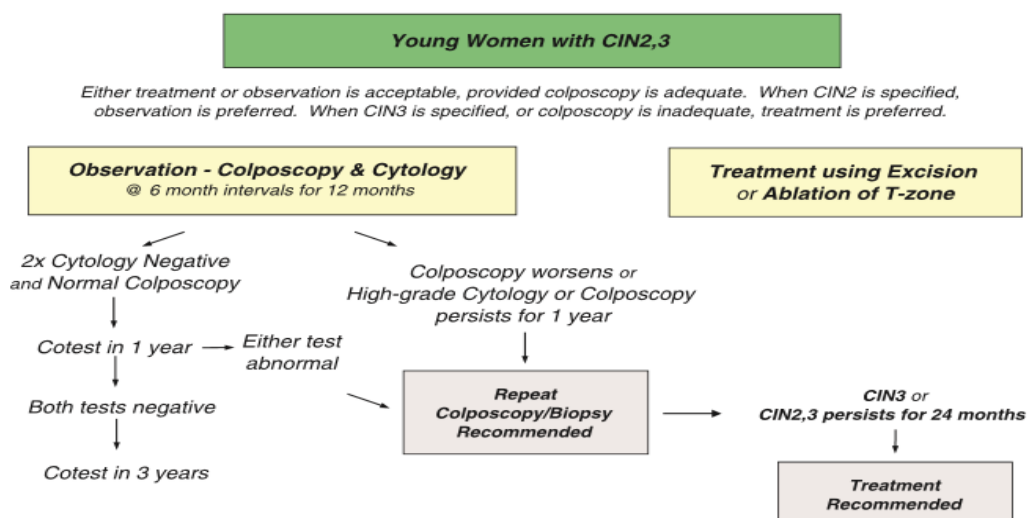 Young Women with CIN2,3
Either treatment or observation is acceptable, provided colposcopy is adequate. When CIN2 is specified,
observation is preferred. When CIN3 is specified, or colposcopy is inadequate, treatment is preferred.
Observation - Colposcopy & Cytology
@ 6 month intervals for 12 months
Treatment using Excision
or Ablation of T-zone
2x Cytology Negative
and Normal Colposcopy
Colposcopy worsens or
High-grade Cytology or Colposcopy
persists for 1 year
Cotest in 1 year
Either test
abnormal
Both tests negative
Cotest in 3 years
Repeat
Colposcopy/Biopsy
Recommended
CIN3 or
CIN2,3 persists for 24 months
Treatment
Recommended